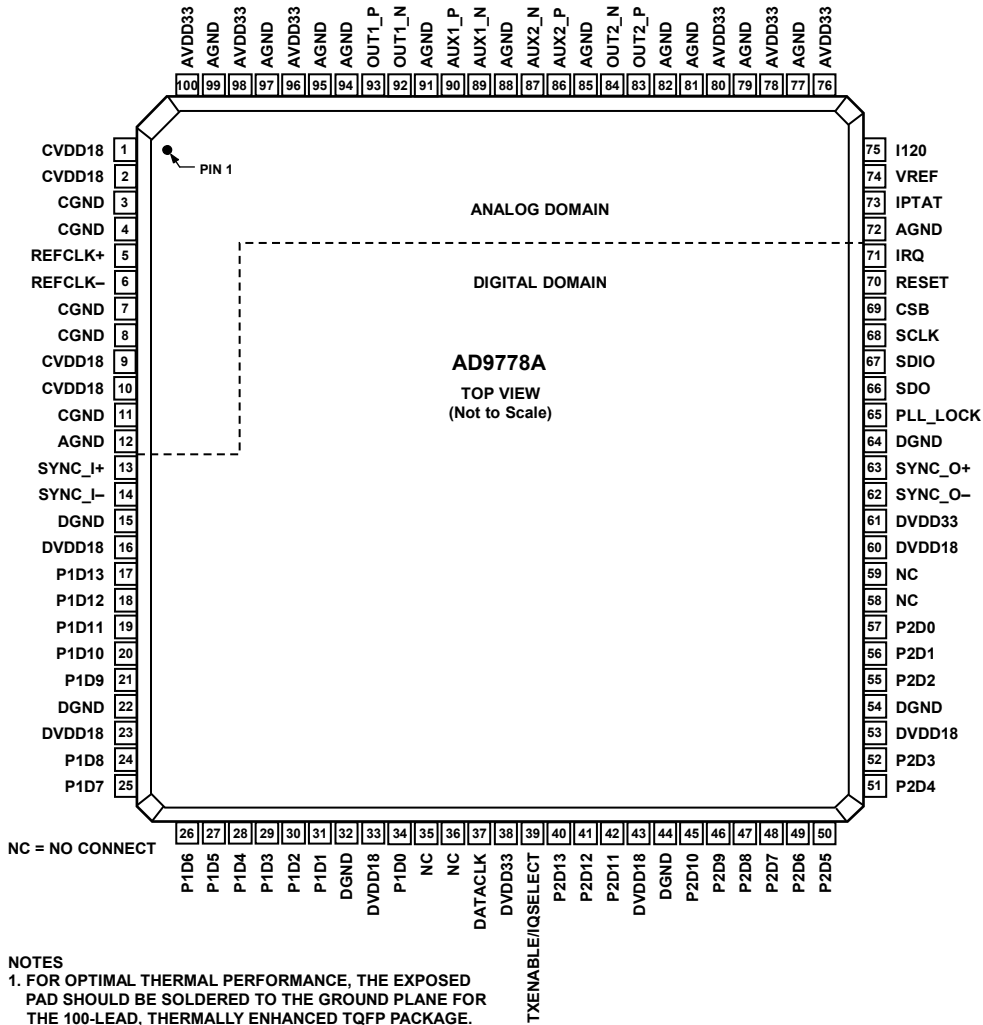 AVDD33
AGND
AVDD33
AGND
AVDD33
AGND
AGND
OUT1_P
OUT1_N
AGND
AUX1_P
AUX1_N
AGND
AUX2_N
AUX2_P
AGND
OUT2_N
OUT2_P
AGND
AGND
AVDD33
AGND
AVDD33
AGND
AVDD33
100 99 98 97 96 95 94 93 92 91 90 89 88 87 86 85 84 83 82 81 80 79 78 77 76
CVDD18 1
CVDD18 2
CGND 3
CGND 4
REFCLK+ 5
REFCLK– 6
CGND 7
CGND 8
CVDD18 9
CVDD18 10
CGND 11
AGND 12
SYNC_I+ 13
SYNC_I– 14
DGND 15
DVDD18 16
P1D13 17
P1D12 18
P1D11 19
P1D10 20
P1D9 21
DGND 22
DVDD18 23
P1D8 24
P1D7 25
PIN 1
ANALOG DOMAIN
DIGITAL DOMAIN
AD9778A
TOP VIEW
(Not to Scale)
75 I120
74 VREF
73 IPTAT
72 AGND
71 IRQ
70 RESET
69 CSB
68 SCLK
67 SDIO
66 SDO
65 PLL_LOCK
64 DGND
63 SYNC_O+
62 SYNC_O–
61 DVDD33
60 DVDD18
59 NC
58 NC
57 P2D0
56 P2D1
55 P2D2
54 DGND
53 DVDD18
52 P2D3
51 P2D4
26 27 28 29 30 31 32 33 34 35 36 37 38 39 40 41 42 43 44 45 46 47 48 49 50
P1D6
P1D5
P1D4
P1D3
P1D2
P1D1
DGND
DVDD18
P1D0
NC
NC
DATACLK
DVDD33
TXENABLE/IQSELECT
P2D13
P2D12
P2D11
DVDD18
DGND
P2D10
P2D9
P2D8
P2D7
P2D6
P2D5
NC = NO CONNECT
NOTES
1. FOR OPTIMAL THERMAL PERFORMANCE, THE EXPOSED
PAD SHOULD BE SOLDERED TO THE GROUND PLANE FOR
THE 100-LEAD, THERMALLY ENHANCED TQFP PACKAGE.